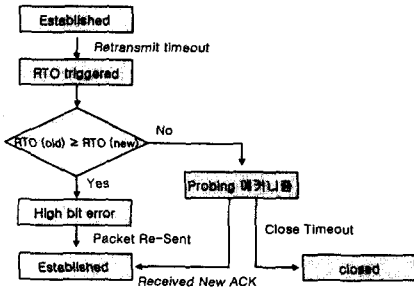 Established
Retransmit timeout
RTO triggered
RTO (old) ≥ RTO (new)
No
Yes
Probing 메커니즘
High bit error
Packet Re-Sent
Close Timeout
Established
closed
Received New ACK